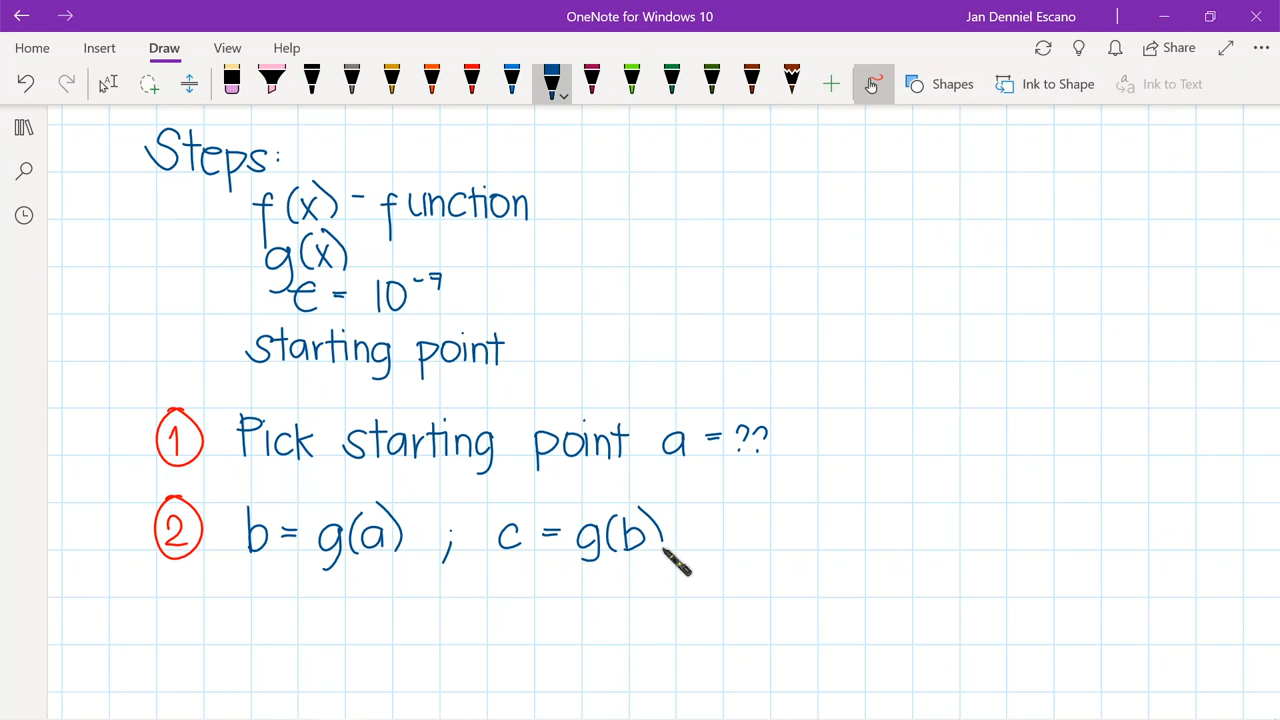 OneNote for Windows 10
Jan Denniel Escano
Home Insert Draw View Help
Share
Shapes
Ink to Shape
Ink to Text
Steps:
f(x) - function
g(x)
ϵ = 10⁻⁹
starting point
1 Pick starting point a = ??
2 b = g(a) ; c = g(b)